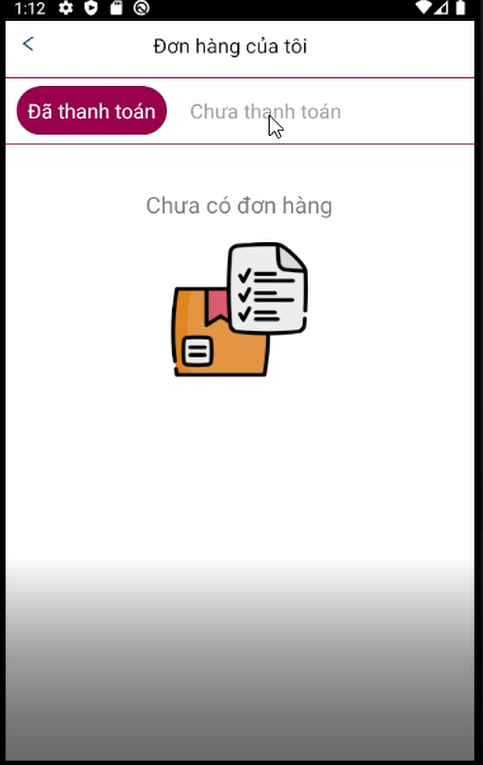 1:12
Đơn hàng của tôi
Đã thanh toán
Chưa thanh toán
Chưa có đơn hàng